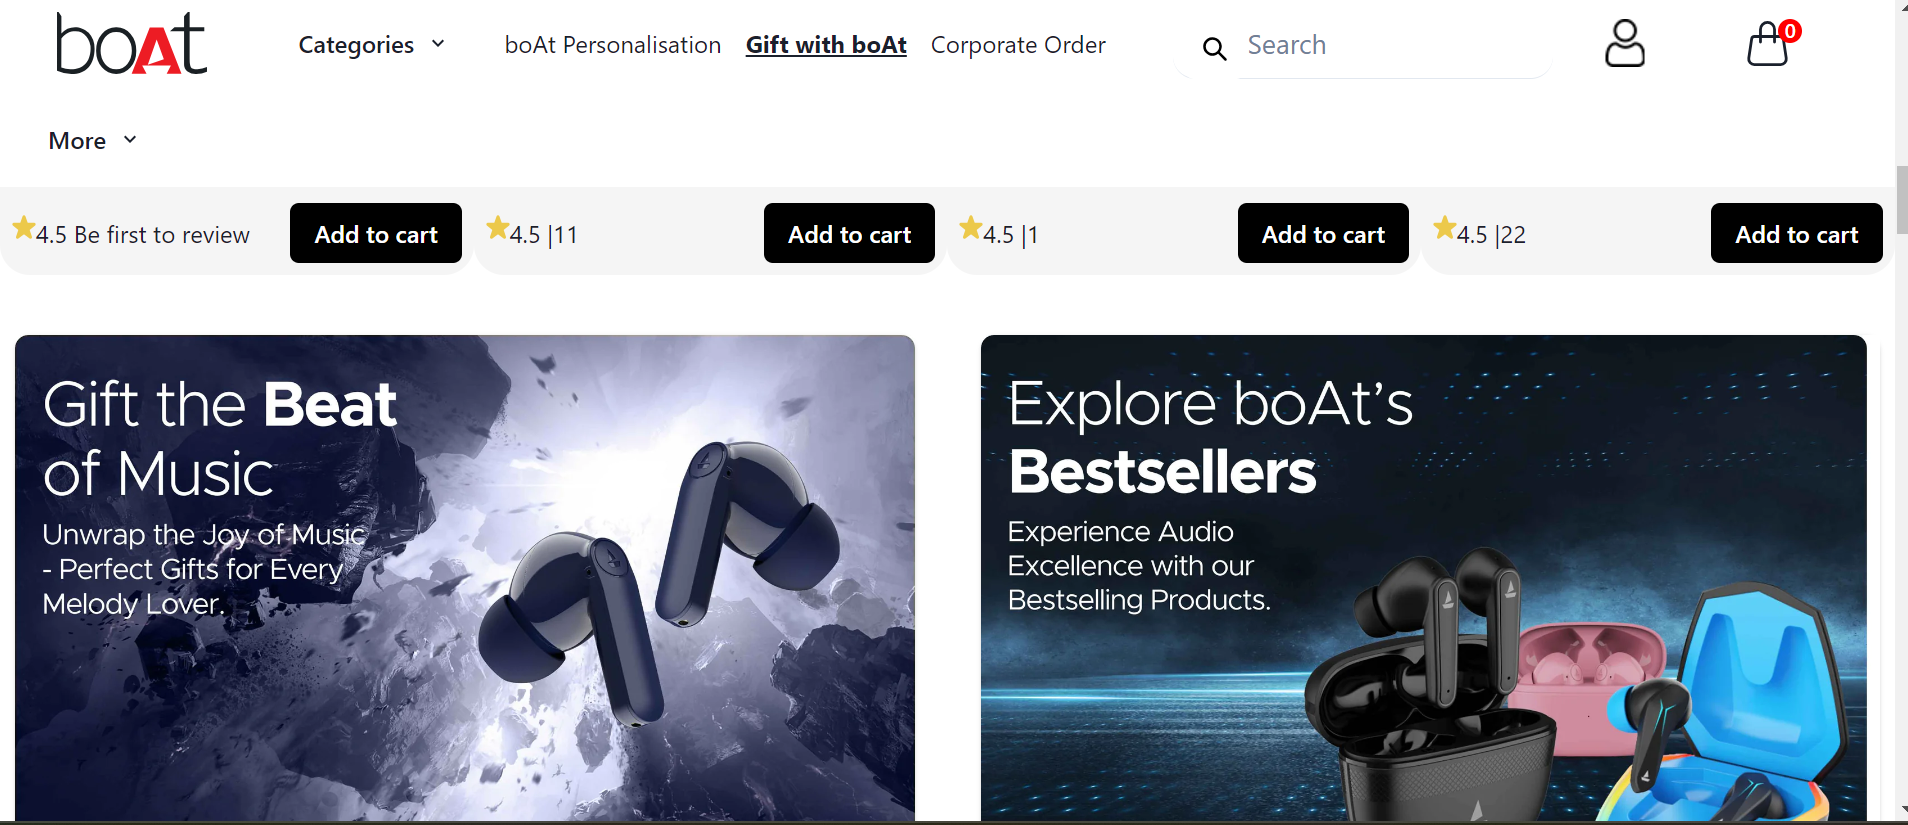 boAt
Categories
boAt Personalisation
Gift with boAt
Corporate Order
Search
0
More
4.5 Be first to review
Add to cart
4.5 |11
Add to cart
4.5 |1
Add to cart
4.5 |22
Add to cart
Gift the Beat
of Music
Unwrap the Joy of Music
- Perfect Gifts for Every
Melody Lover.
Explore boAt’s
Bestsellers
Experience Audio
Excellence with our
Bestselling Products.